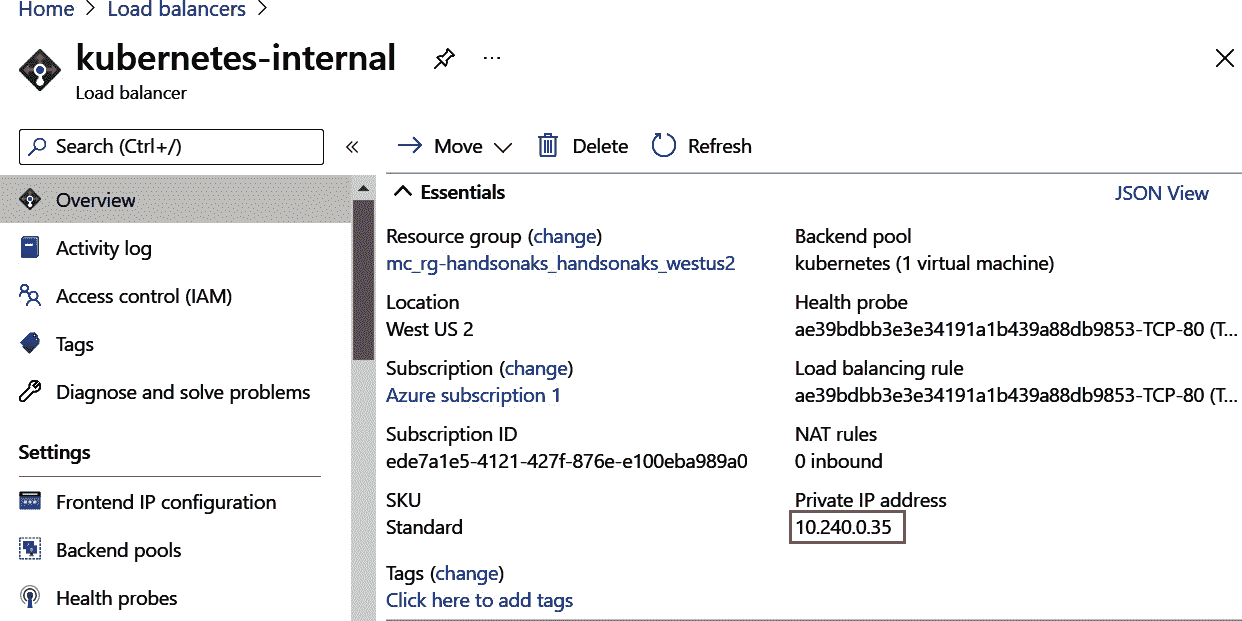 Home > Load balancers >
kubernetes-internal
...
Load balancer
Search (Ctrl+/)
«
Overview
Activity log
Access control (IAM)
Tags
Diagnose and solve problems
Settings
Frontend IP configuration
Backend pools
Health probes
Move
Delete
Refresh
Essentials
JSON View
Resource group (change)
mc_rg-handsonaks_handsonaks_westus2
Location
West US 2
Subscription (change)
Azure subscription 1
Subscription ID
ede7a1e5-4121-427f-876e-e100eba989a0
SKU
Standard
Tags (change)
Click here to add tags
Backend pool
kubernetes (1 virtual machine)
Health probe
ae39bdbb3e3e34191a1b439a88db9853-TCP-80 (T...
Load balancing rule
ae39bdbb3e3e34191a1b439a88db9853-TCP-80 (T...
NAT rules
0 inbound
Private IP address
10.240.0.35